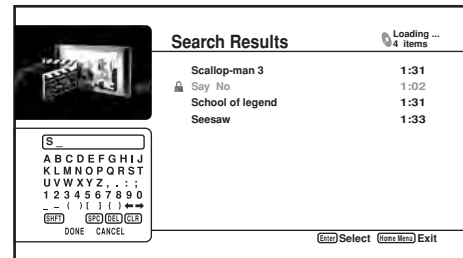 Search Results
Loading ...
4 items
Scallop-man 3 1:31
Say No 1:02
School of legend 1:31
Seesaw 1:33
S _
A B C D E F G H I J
K L M N O P Q R S T
U V W X Y Z , . : ;
1 2 3 4 5 6 7 8 9 0
_ – ( ) [ ] { } ⬅ ➡
SHFT SPC DEL CLR
DONE CANCEL
Enter Select Home Menu Exit